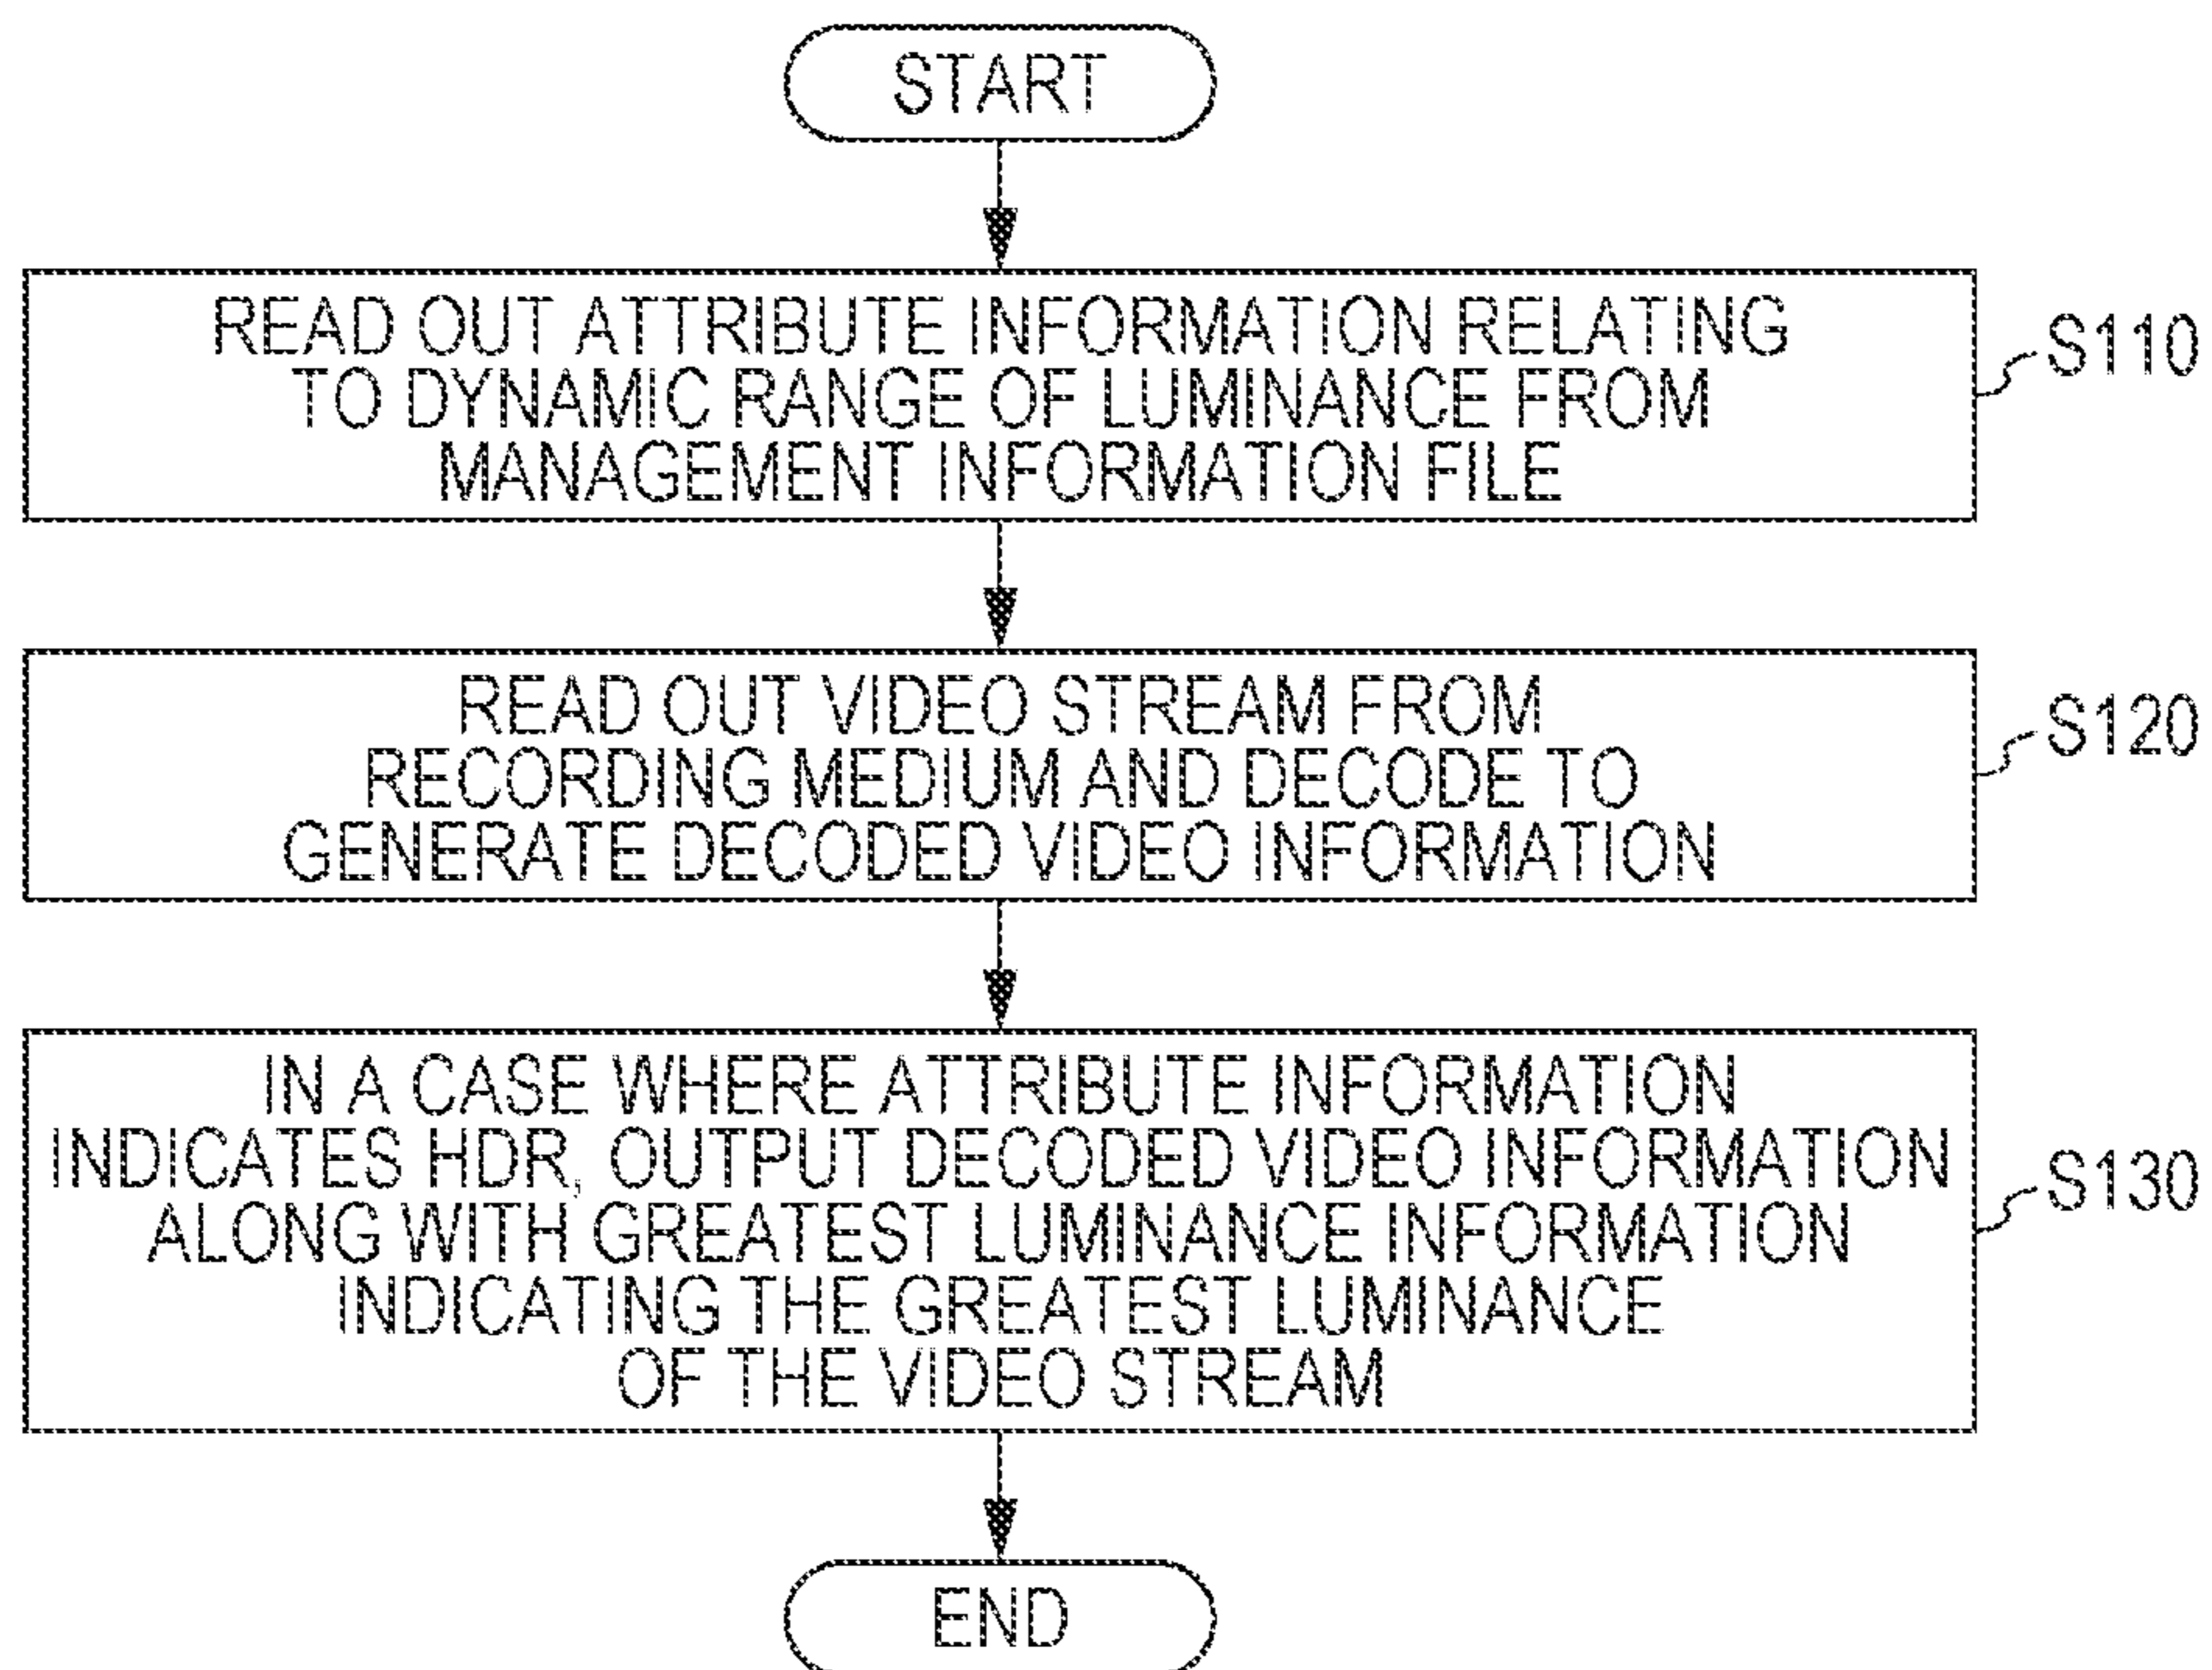 START
READ OUT ATTRIBUTE INFORMATION RELATING
TO DYNAMIC RANGE OF LUMINANCE FROM
MANAGEMENT INFORMATION FILE
S110
READ OUT VIDEO STREAM FROM
RECORDING MEDIUM AND DECODE TO
GENERATE DECODED VIDEO INFORMATION
S120
IN A CASE WHERE ATTRIBUTE INFORMATION
INDICATES HDR, OUTPUT DECODED VIDEO INFORMATION
ALONG WITH GREATEST LUMINANCE INFORMATION
INDICATING THE GREATEST LUMINANCE
OF THE VIDEO STREAM
S130
END